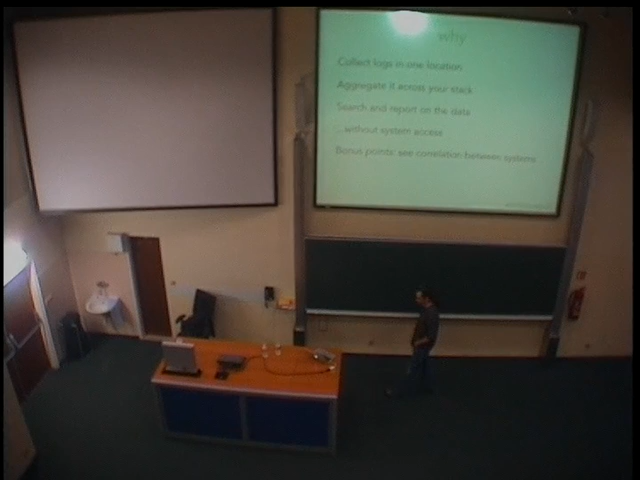 why
Collect logs in one location
Aggregate it across your stack
Search and report on the data
...without system access
Bonus points: see correlation between systems